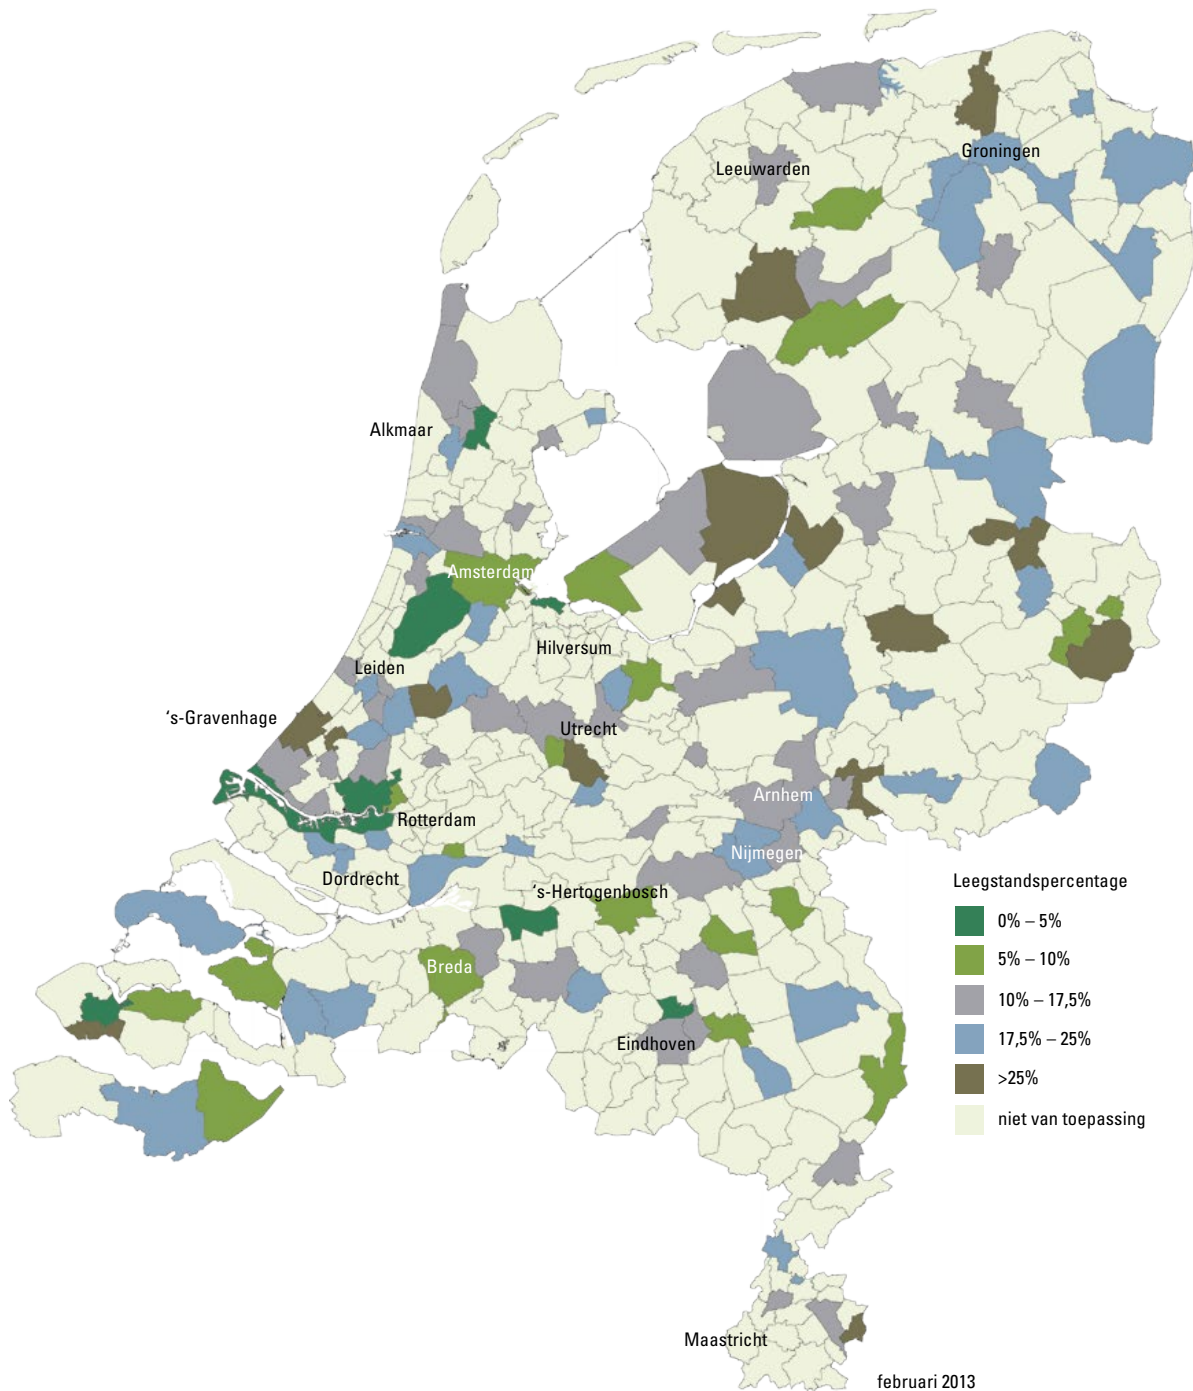 Groningen
Leeuwarden
Alkmaar
Amsterdam
Hilversum
Leiden
‘s-Gravenhage
Utrecht
Arnhem
Rotterdam
Nijmegen
Dordrecht
‘s-Hertogenbosch
Breda
Eindhoven
Maastricht
Leegstandspercentage
0% – 5%
5% – 10%
10% – 17,5%
17,5% – 25%
>25%
niet van toepassing
februari 2013